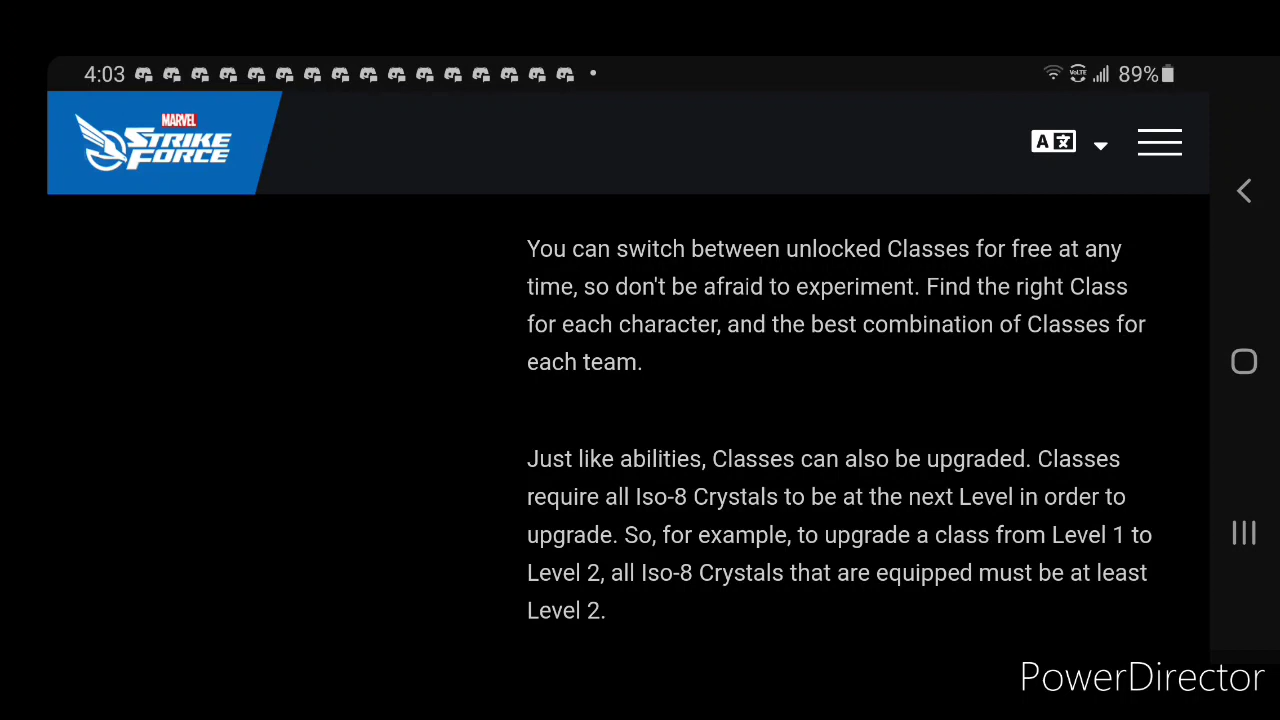 4:03
VoLTE
89%
MARVEL
STRIKE
FORCE
A文
You can switch between unlocked Classes for free at any
time, so don't be afraid to experiment. Find the right Class
for each character, and the best combination of Classes for
each team.
Just like abilities, Classes can also be upgraded. Classes
require all Iso-8 Crystals to be at the next Level in order to
upgrade. So, for example, to upgrade a class from Level 1 to
Level 2, all Iso-8 Crystals that are equipped must be at least
Level 2.
PowerDirector